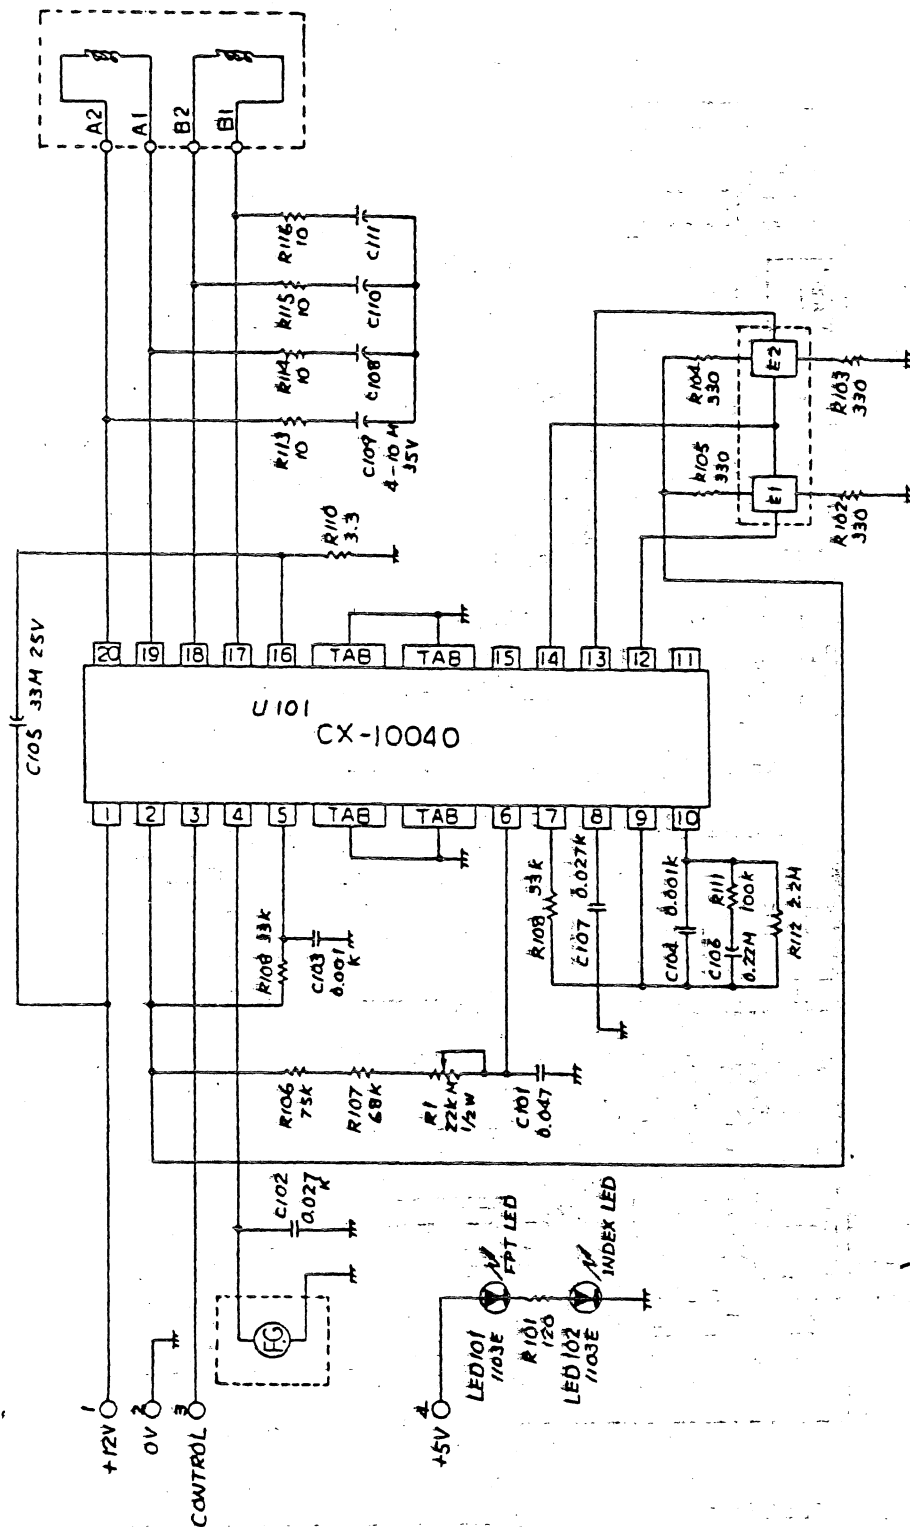 A2
A1
B2
B1
R116
10
C111
R115
10
C110
R114
10
C108
R113
10
C109
4-10 M
35V
R110
3.3
C105 33M 25V
R104
330
E2
R103
330
R105
330
E1
R102
330
20
19
18
17
16
TAB
TAB
15
14
13
12
11
U101
CX-10040
1
2
3
4
5
TAB
TAB
6
7
8
9
10
R108 33K
C103
0.001
K
R108 33K
C107 0.027K
C104 0.001K
C106
0.22M
R111
100K
R112 2.2M
R106
75K
R107
68K
R1
22K M
1/2W
C101
0.047
C102
0.027
K
F.G
LED101
1103E
FPT LED
R101
120
LED102
1103E
INDEX LED
+12V 1
0V 2
CONTROL 3
+5V 4